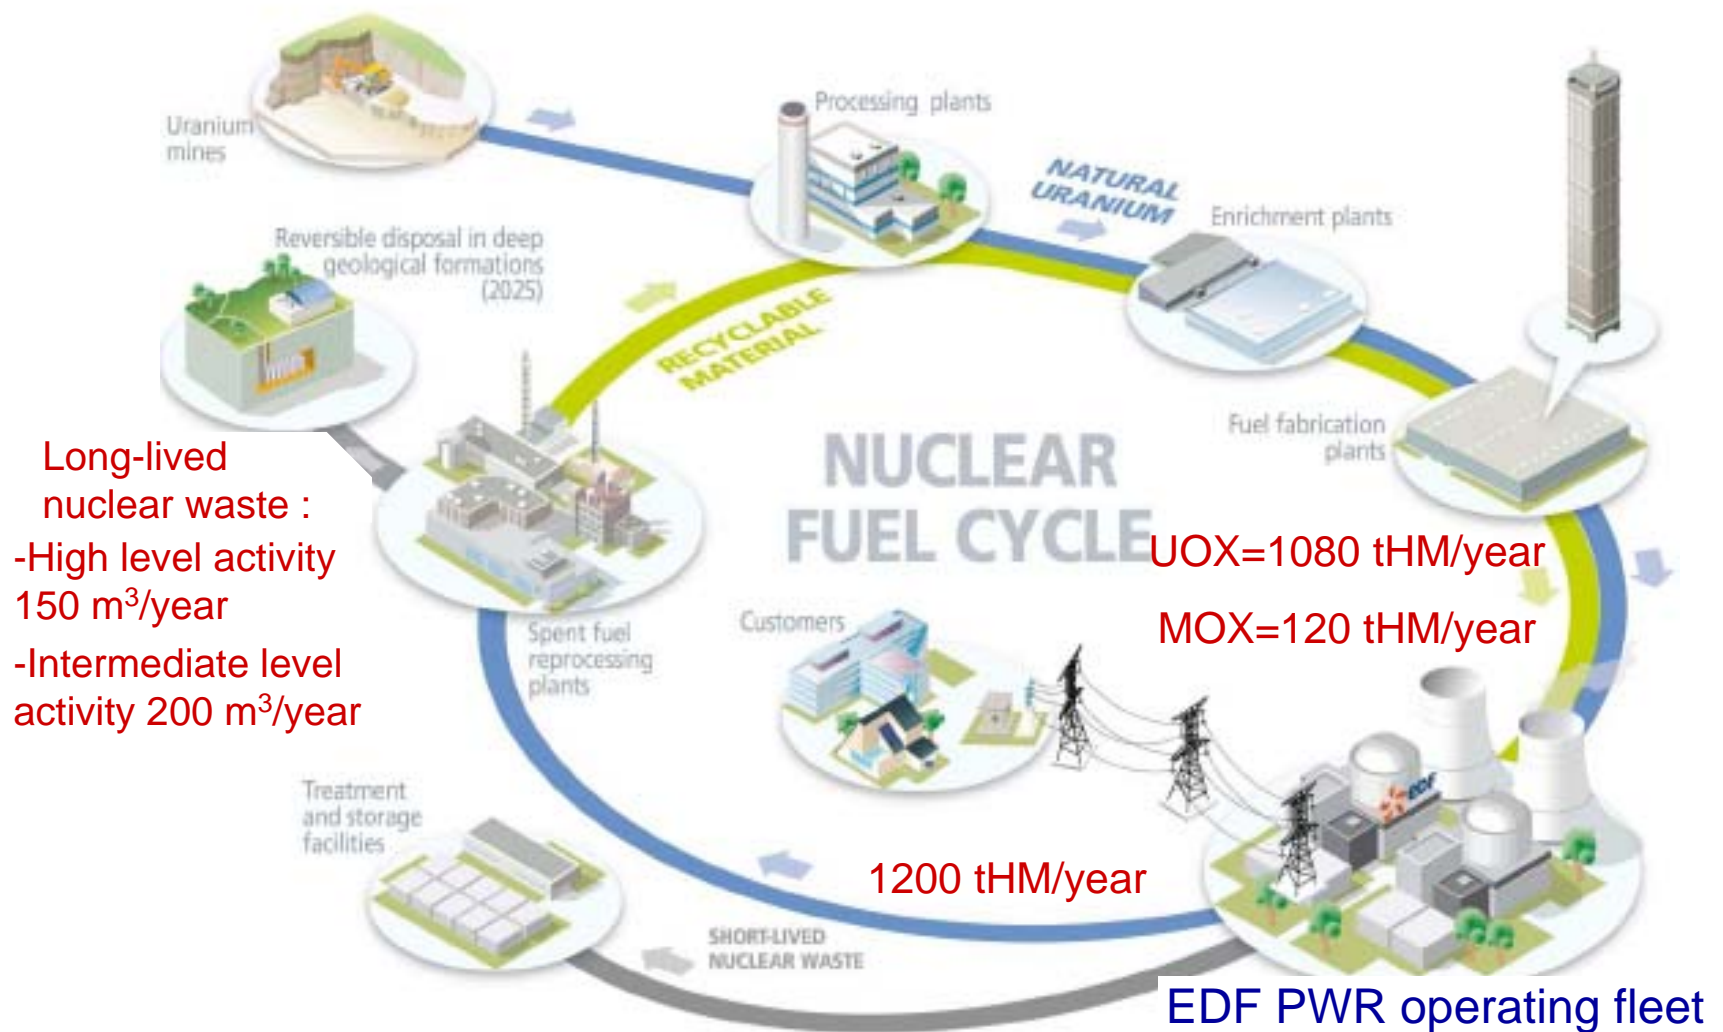 Uranium
mines
Processing plants
NATURAL
URANIUM
Enrichment plants
Reversible disposal in deep
geological formations
(2025)
RECYCLABLE
MATERIAL
Fuel fabrication
plants
NUCLEAR
FUEL CYCLE
Long-lived
nuclear waste :
-High level activity
150 m³/year
-Intermediate level
activity 200 m³/year
UOX=1080 tHM/year
MOX=120 tHM/year
Spent fuel
reprocessing
plants
Customers
EDF
Treatment
and storage
facilities
1200 tHM/year
SHORT-LIVED
NUCLEAR WASTE
EDF PWR operating fleet